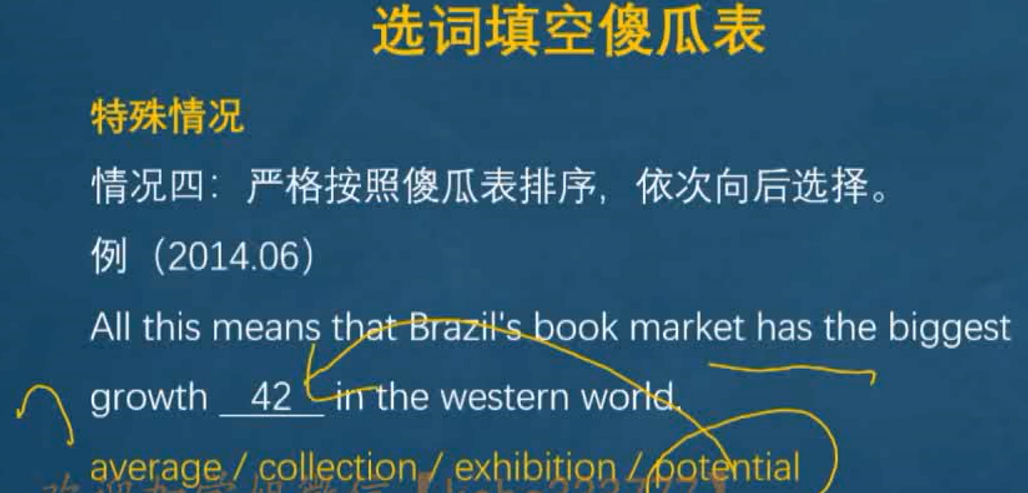 选词填空傻瓜表
特殊情况
情况四：严格按照傻瓜表排序，依次向后选择。
例（2014.06）
All this means that Brazil's book market has the biggest
growth __42__ in the western world.
average / collection / exhibition / potential